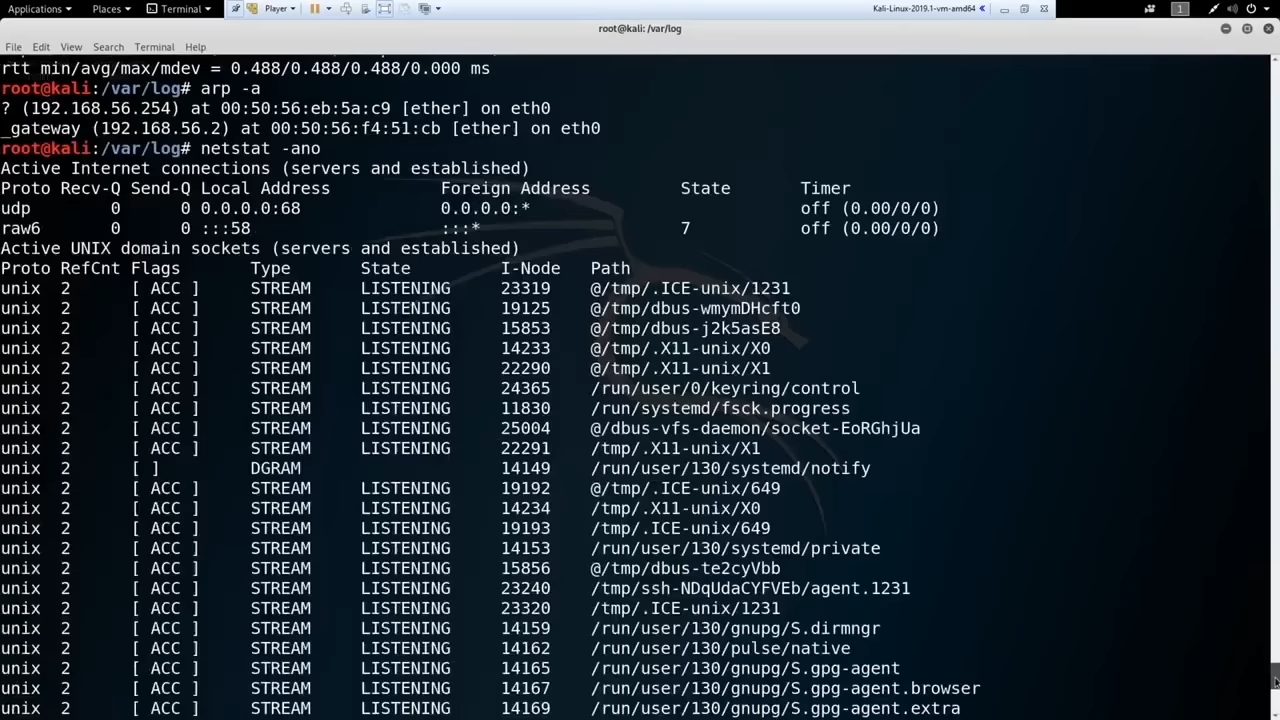 Applications Places Terminal Player Kali-Linux-2019.1-vm-amd64 1
root@kali: /var/log
File Edit View Search Terminal Help
rtt min/avg/max/mdev = 0.488/0.488/0.488/0.000 ms
root@kali:/var/log# arp -a
? (192.168.56.254) at 00:50:56:eb:5a:c9 [ether] on eth0
_gateway (192.168.56.2) at 00:50:56:f4:51:cb [ether] on eth0
root@kali:/var/log# netstat -ano
Active Internet connections (servers and established)
Proto Recv-Q Send-Q Local Address Foreign Address State Timer
udp 0 0 0.0.0.0:68 0.0.0.0:* off (0.00/0/0)
raw6 0 0 :::58 :::* 7 off (0.00/0/0)
Active UNIX domain sockets (servers and established)
Proto RefCnt Flags Type State I-Node Path
unix 2 [ ACC ] STREAM LISTENING 23319 @/tmp/.ICE-unix/1231
unix 2 [ ACC ] STREAM LISTENING 19125 @/tmp/dbus-wmymDHcft0
unix 2 [ ACC ] STREAM LISTENING 15853 @/tmp/dbus-j2k5asE8
unix 2 [ ACC ] STREAM LISTENING 14233 @/tmp/.X11-unix/X0
unix 2 [ ACC ] STREAM LISTENING 22290 @/tmp/.X11-unix/X1
unix 2 [ ACC ] STREAM LISTENING 24365 /run/user/0/keyring/control
unix 2 [ ACC ] STREAM LISTENING 11830 /run/systemd/fsck.progress
unix 2 [ ACC ] STREAM LISTENING 25004 @/dbus-vfs-daemon/socket-EoRGhjUa
unix 2 [ ACC ] STREAM LISTENING 22291 /tmp/.X11-unix/X1
unix 2 [ ] DGRAM 14149 /run/user/130/systemd/notify
unix 2 [ ACC ] STREAM LISTENING 19192 @/tmp/.ICE-unix/649
unix 2 [ ACC ] STREAM LISTENING 14234 /tmp/.X11-unix/X0
unix 2 [ ACC ] STREAM LISTENING 19193 /tmp/.ICE-unix/649
unix 2 [ ACC ] STREAM LISTENING 14153 /run/user/130/systemd/private
unix 2 [ ACC ] STREAM LISTENING 15856 @/tmp/dbus-te2cyVbb
unix 2 [ ACC ] STREAM LISTENING 23240 /tmp/ssh-NDqUdaCYFVEb/agent.1231
unix 2 [ ACC ] STREAM LISTENING 23320 /tmp/.ICE-unix/1231
unix 2 [ ACC ] STREAM LISTENING 14159 /run/user/130/gnupg/S.dirmngr
unix 2 [ ACC ] STREAM LISTENING 14162 /run/user/130/pulse/native
unix 2 [ ACC ] STREAM LISTENING 14165 /run/user/130/gnupg/S.gpg-agent
unix 2 [ ACC ] STREAM LISTENING 14167 /run/user/130/gnupg/S.gpg-agent.browser
unix 2 [ ACC ] STREAM LISTENING 14169 /run/user/130/gnupg/S.gpg-agent.extra